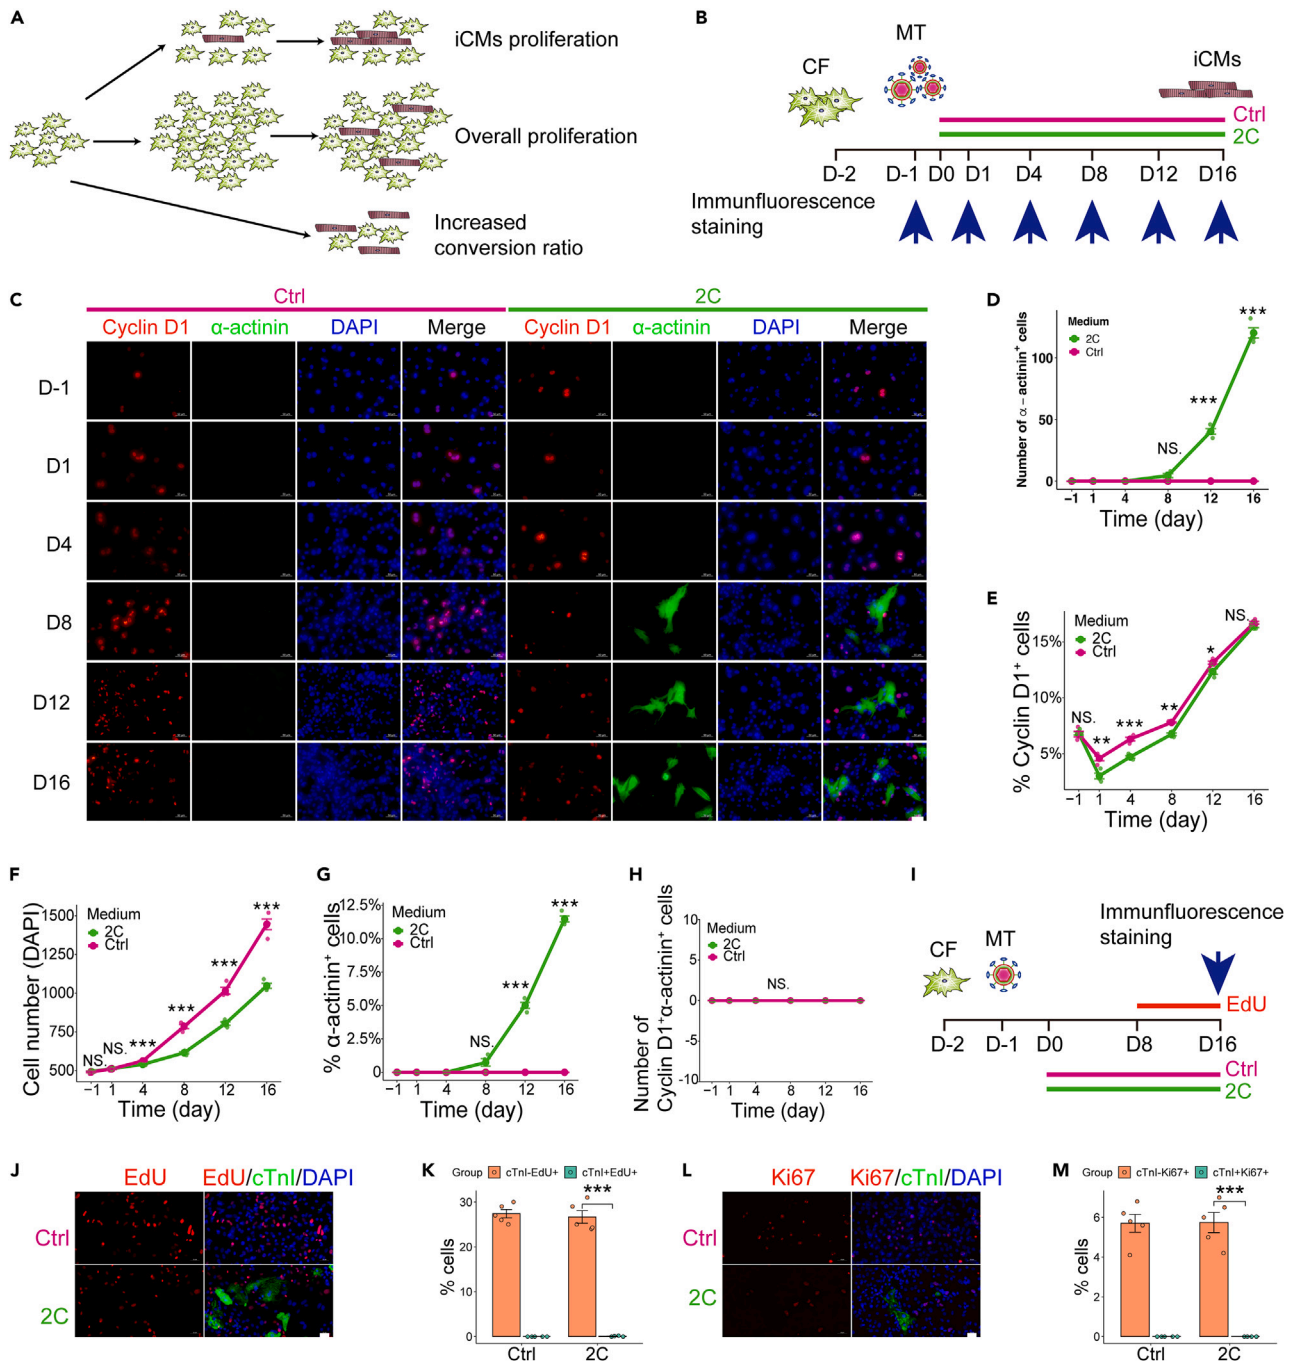 A
iCMs proliferation
Overall proliferation
Increased
conversion ratio
B
MT
CF
iCMs
Ctrl
2C
D-2 D-1 D0 D1 D4 D8 D12 D16
Immunfluorescence
staining
C
Ctrl 2C
Cyclin D1 α-actinin DAPI Merge Cyclin D1 α-actinin DAPI Merge
D-1
D1
D4
D8
D12
D16
D
Number of α − actinin+ cells
Medium
2C
Ctrl
100
50
0
NS.
***
***
−1 1 4 8 12 16
Time (day)
E
% Cyclin D1+ cells
Medium
2C
Ctrl
15%
10%
5%
NS.
**
***
**
*
NS.
−1 1 4 8 12 16
Time (day)
F
Cell number (DAPI)
Medium
2C
Ctrl
1500
1250
1000
750
500
NS.
NS.
***
***
***
***
−1 1 4 8 12 16
Time (day)
G
% α-actinin+ cells
Medium
2C
Ctrl
12.5%
10.0%
7.5%
5.0%
2.5%
0
NS.
***
***
−1 1 4 8 12 16
Time (day)
H
Number of
Cyclin D1+α-actinin+ cells
Medium
2C
Ctrl
10
5
0
-5
-10
NS.
−1 1 4 8 12 16
Time (day)
I
Immunfluorescence
staining
CF
MT
EdU
D-2 D-1 D0 D8 D16
Ctrl
2C
J
EdU EdU/cTnI/DAPI
Ctrl
2C
K
Group cTnI-EdU+ cTnI+EdU+
***
% cells
30
20
10
0
Ctrl 2C
L
Ki67 Ki67/cTnI/DAPI
Ctrl
2C
M
Group cTnI-Ki67+ cTnI+Ki67+
***
% cells
6
4
2
0
Ctrl 2C